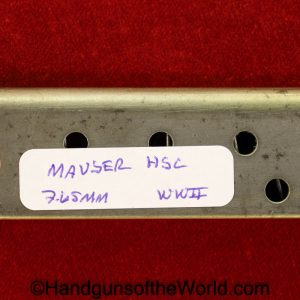 MAUSER HSC
7.65MM WWII
©HandgunsoftheWorld.com